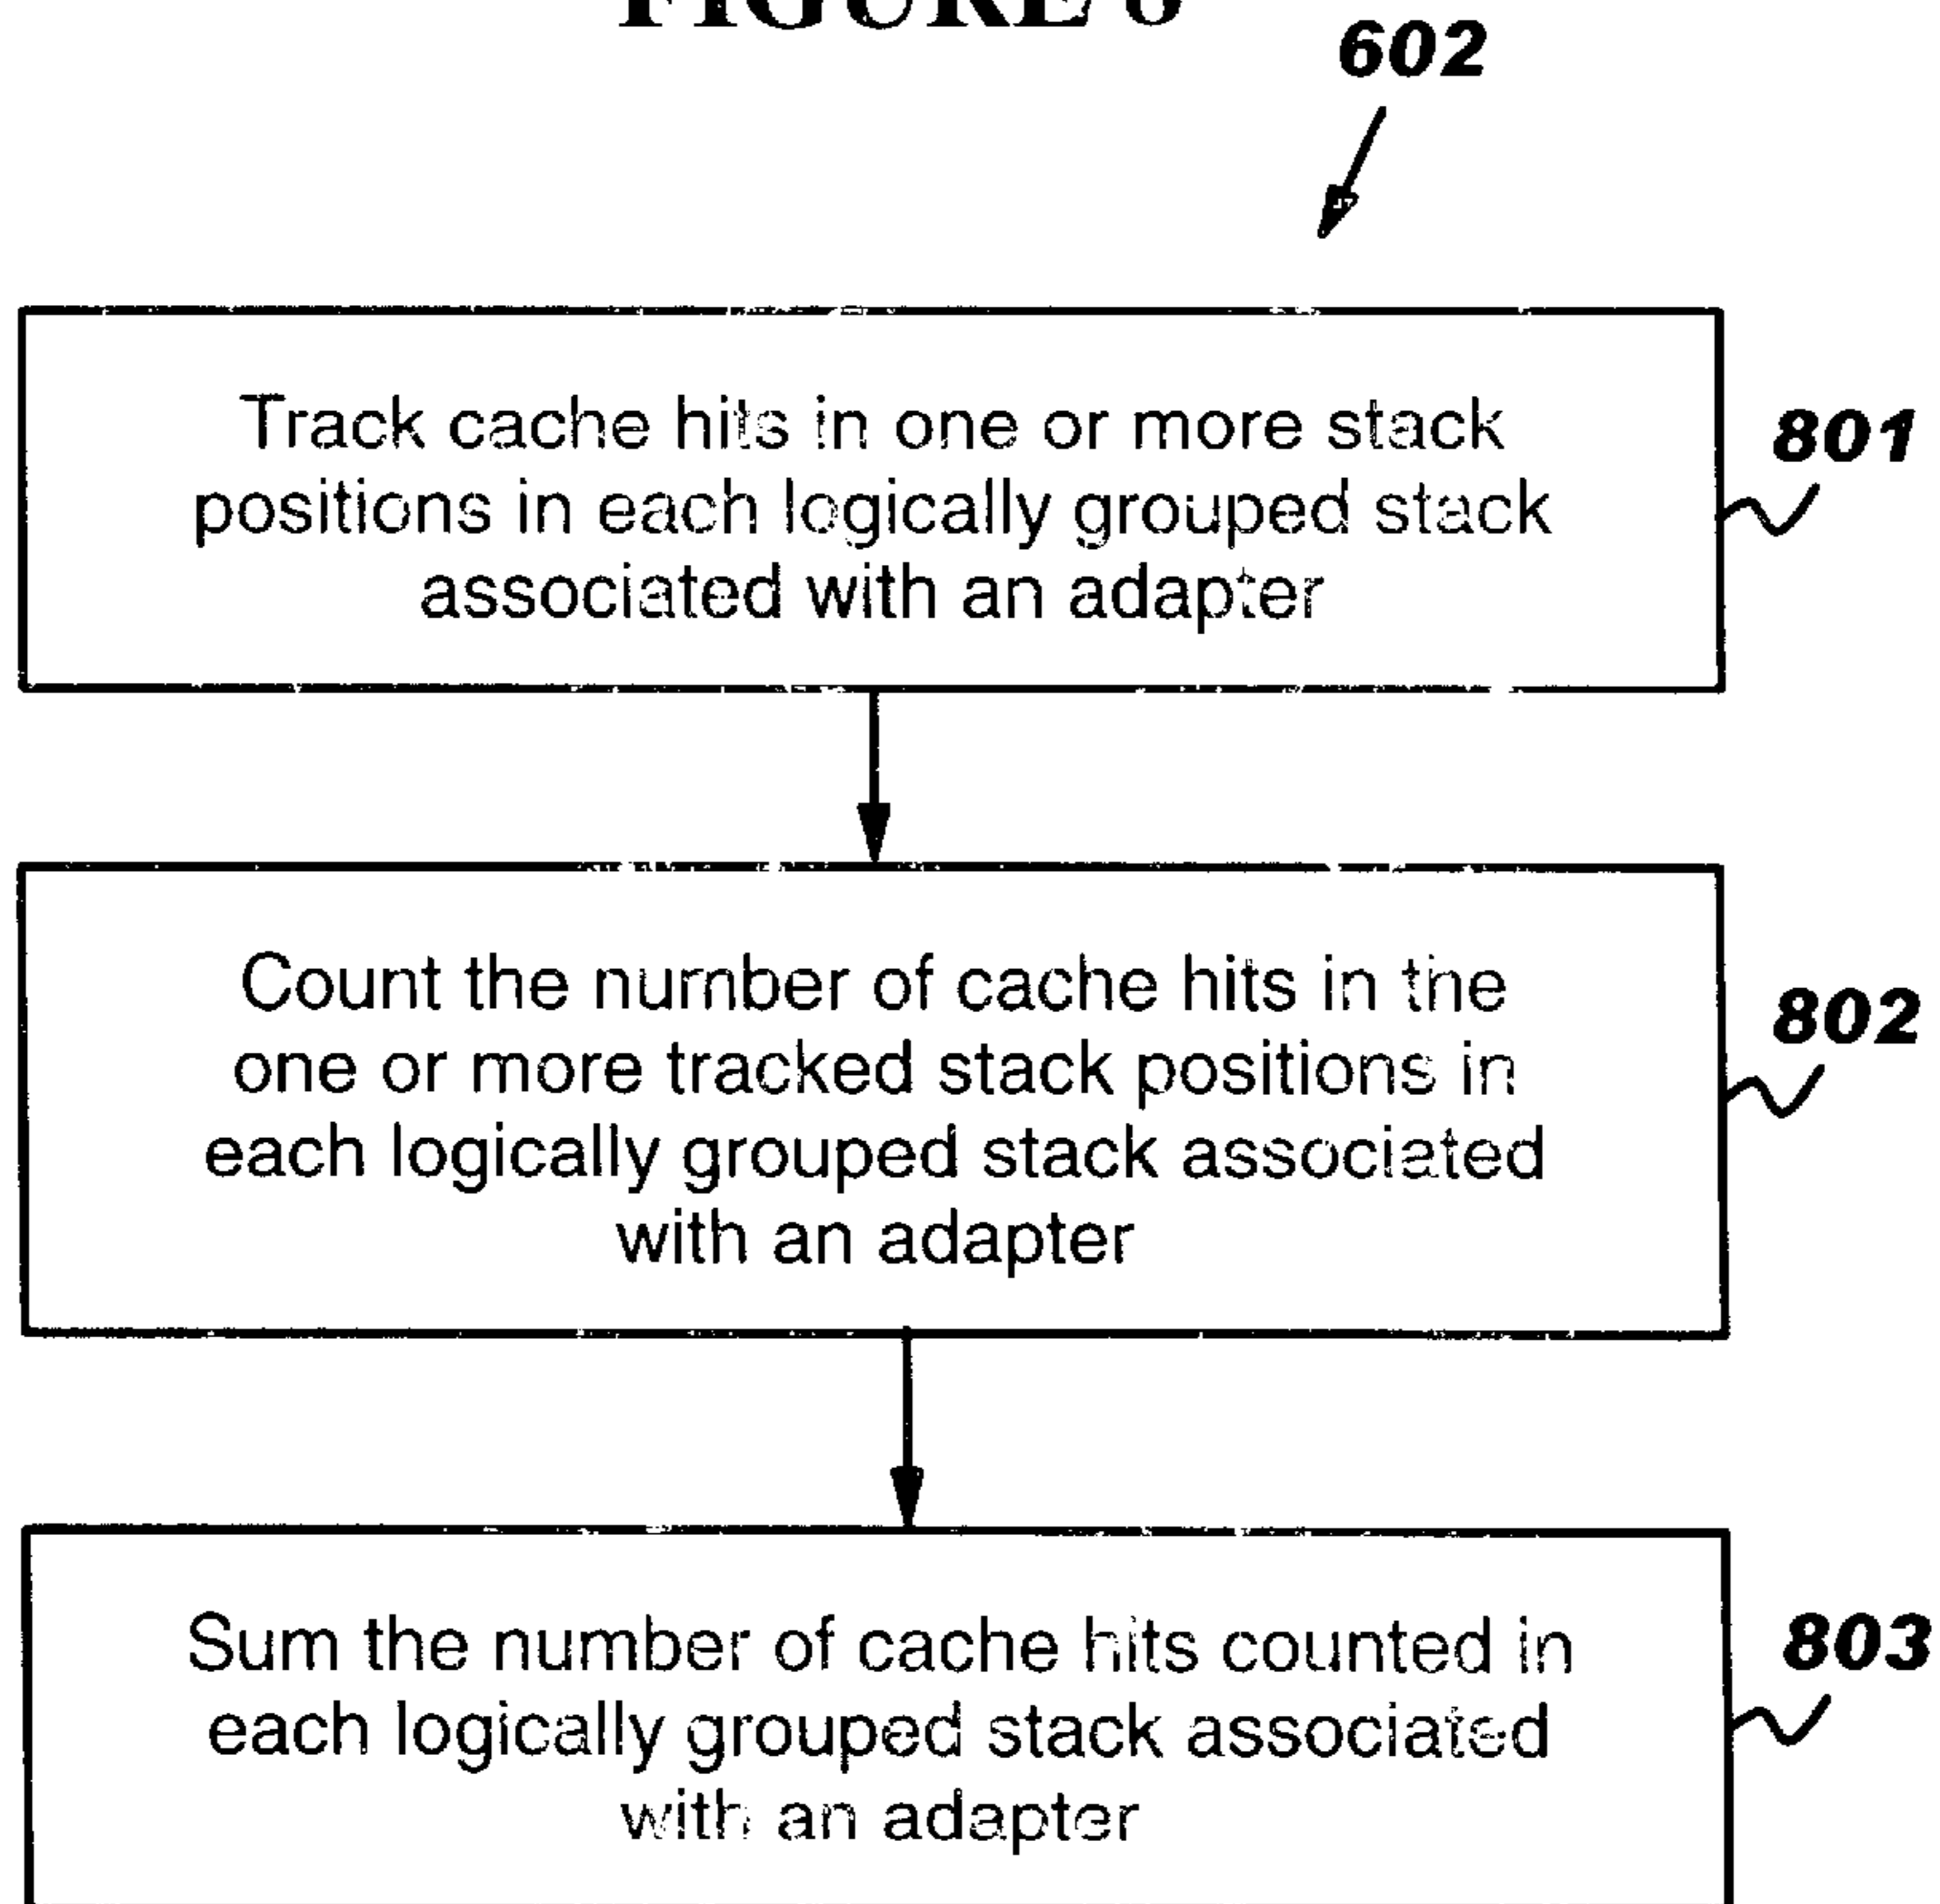 FIGURE 8
602
Track cache hits in one or more stack
positions in each logically grouped stack
associated with an adapter
801
Count the number of cache hits in the
one or more tracked stack positions in
each logically grouped stack associated
with an adapter
802
Sum the number of cache hits counted in
each logically grouped stack associated
with an adapter
803